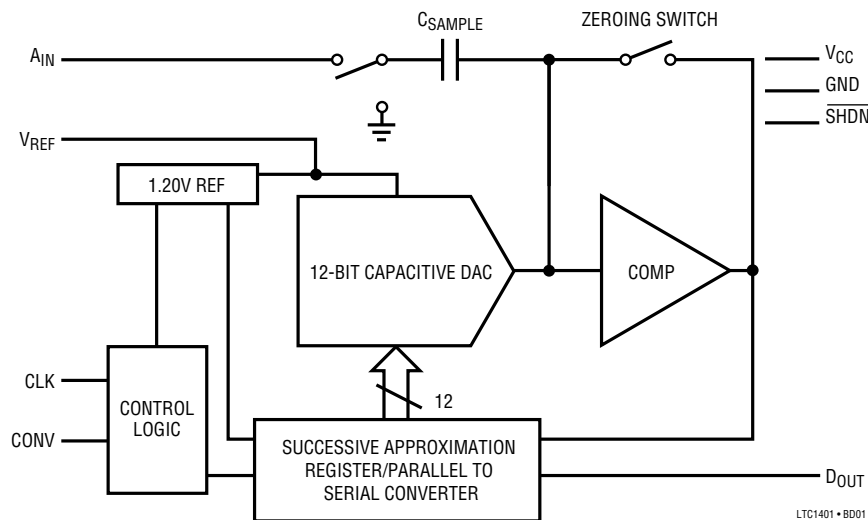 ZEROING SWITCH
CSAMPLE
AIN
VCC
GND
SHDN
VREF
1.20V REF
12-BIT CAPACITIVE DAC
COMP
CLK
12
CONTROL
LOGIC
CONV
SUCCESSIVE APPROXIMATION
REGISTER/PARALLEL TO
SERIAL CONVERTER
DOUT
LTC1401 • BD01